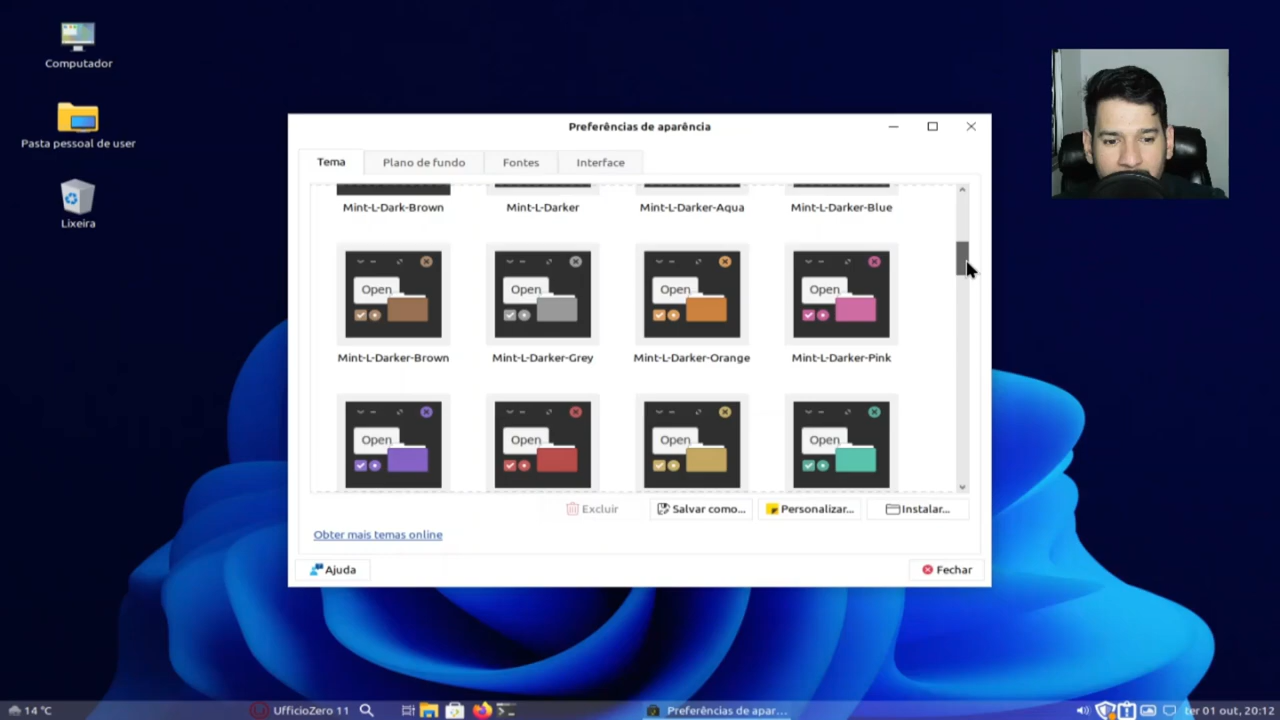 Computador
Pasta pessoal de user
Lixeira
Preferências de aparência
Tema
Plano de fundo
Fontes
Interface
Mint-L-Dark-Brown
Mint-L-Darker
Mint-L-Darker-Aqua
Mint-L-Darker-Blue
Open
Open
Open
Open
Mint-L-Darker-Brown
Mint-L-Darker-Grey
Mint-L-Darker-Orange
Mint-L-Darker-Pink
Open
Open
Open
Open
Excluir
Salvar como...
Personalizar...
Instalar...
Obter mais temas online
Ajuda
Fechar
14 °C
UfficioZero 11
Preferências de apar...
ter 01 out, 20:12